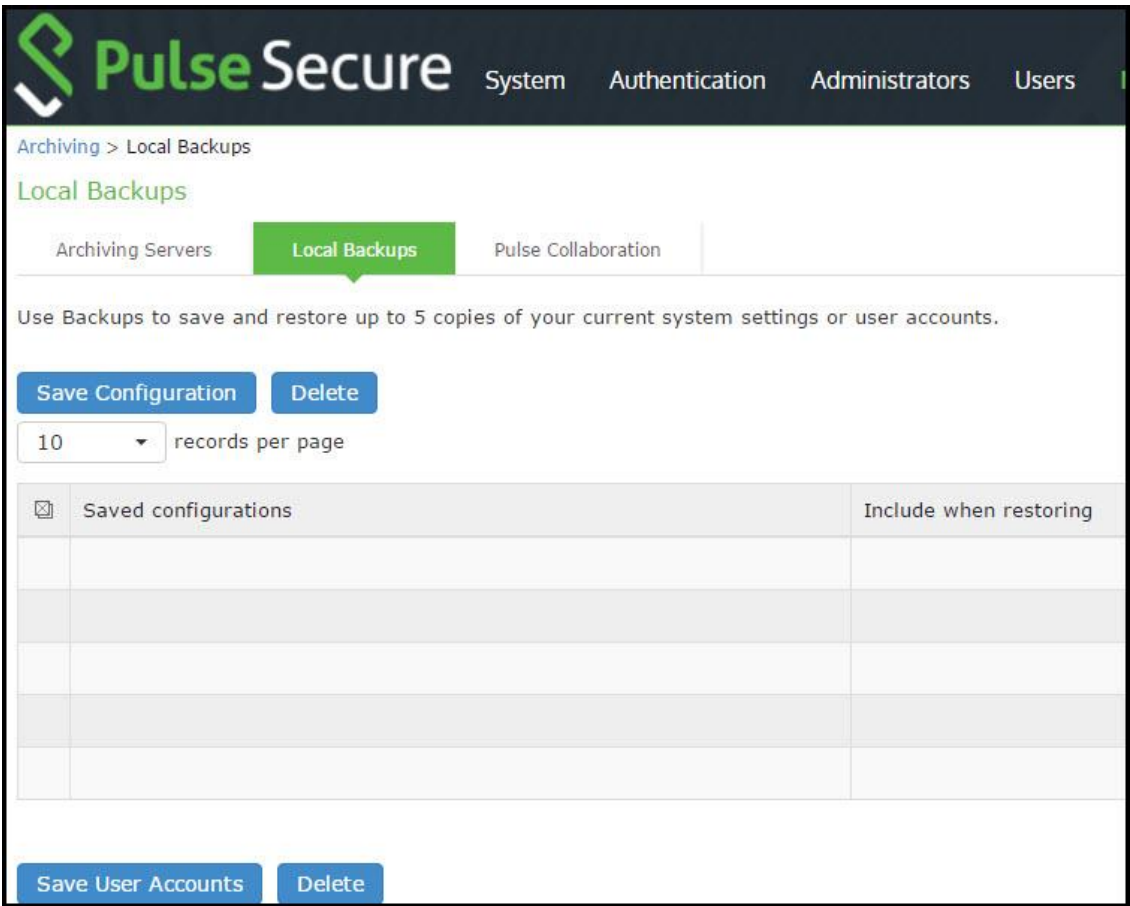 Pulse Secure System Authentication Administrators Users
Archiving > Local Backups
Local Backups
Archiving Servers Local Backups Pulse Collaboration
Use Backups to save and restore up to 5 copies of your current system settings or user accounts.
Save Configuration Delete
10 records per page
Saved configurations Include when restoring
Save User Accounts Delete